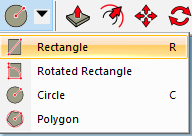 Rectangle R
Rotated Rectangle
Circle C
Polygon